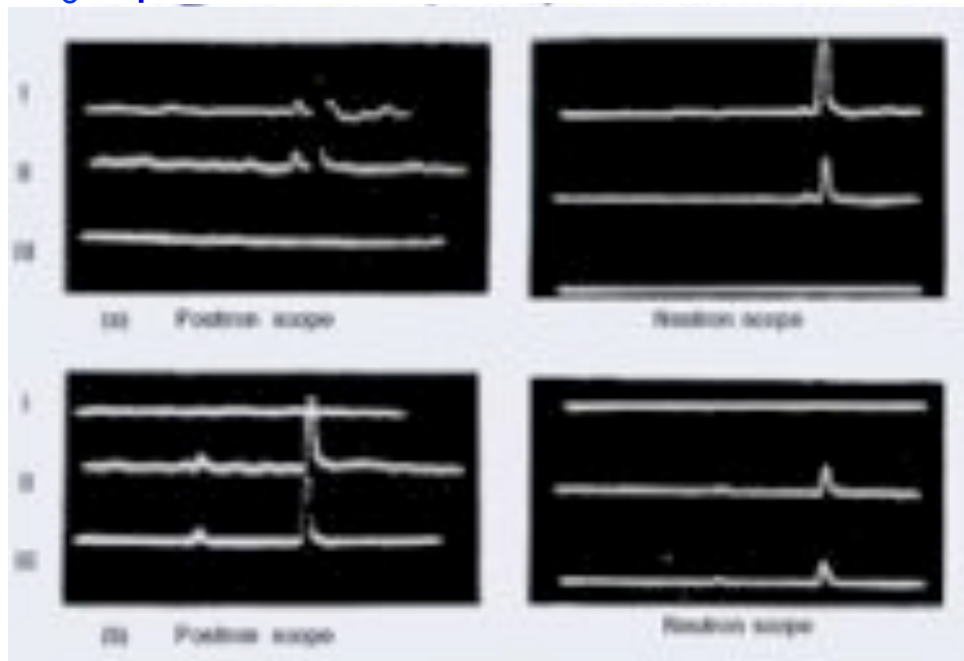 I
II
III
(a) Positron scope
Neutron scope
I
II
III
(b) Positron scope
Neutron scope